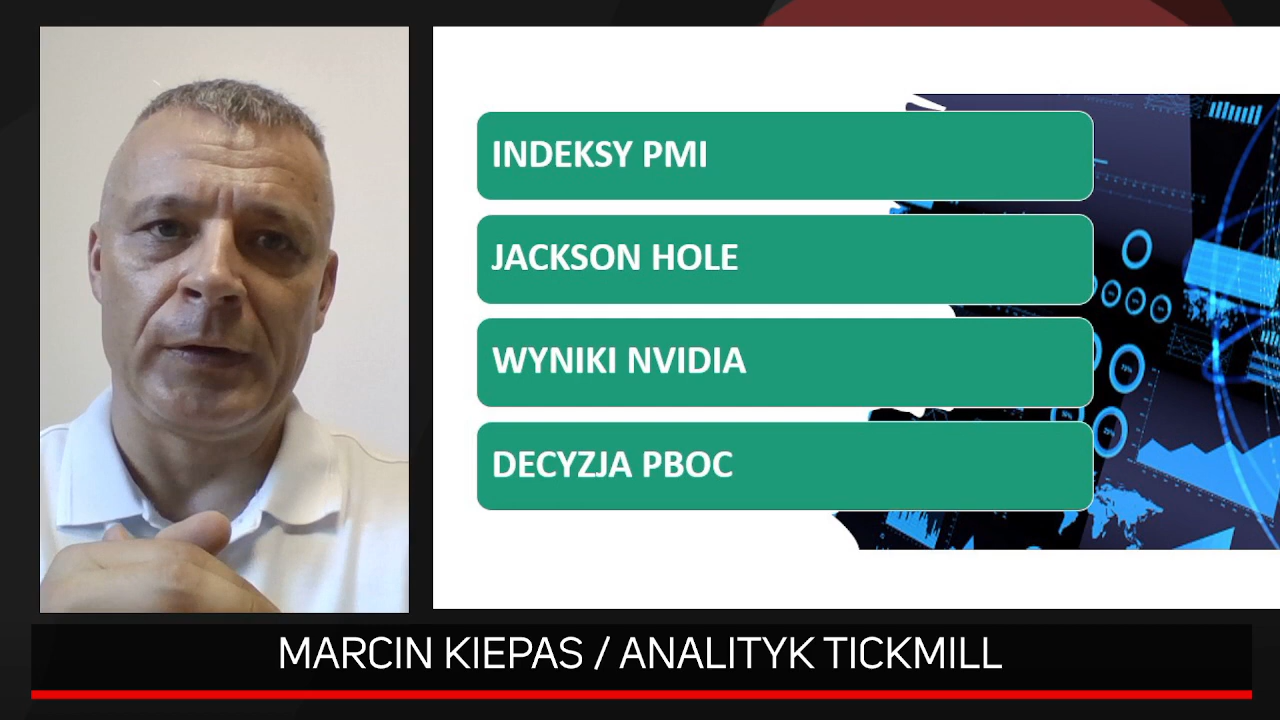 INDEKSY PMI
JACKSON HOLE
WYNIKI NVIDIA
DECYZJA PBOC
MARCIN KIEPAS / ANALITYK TICKMILL